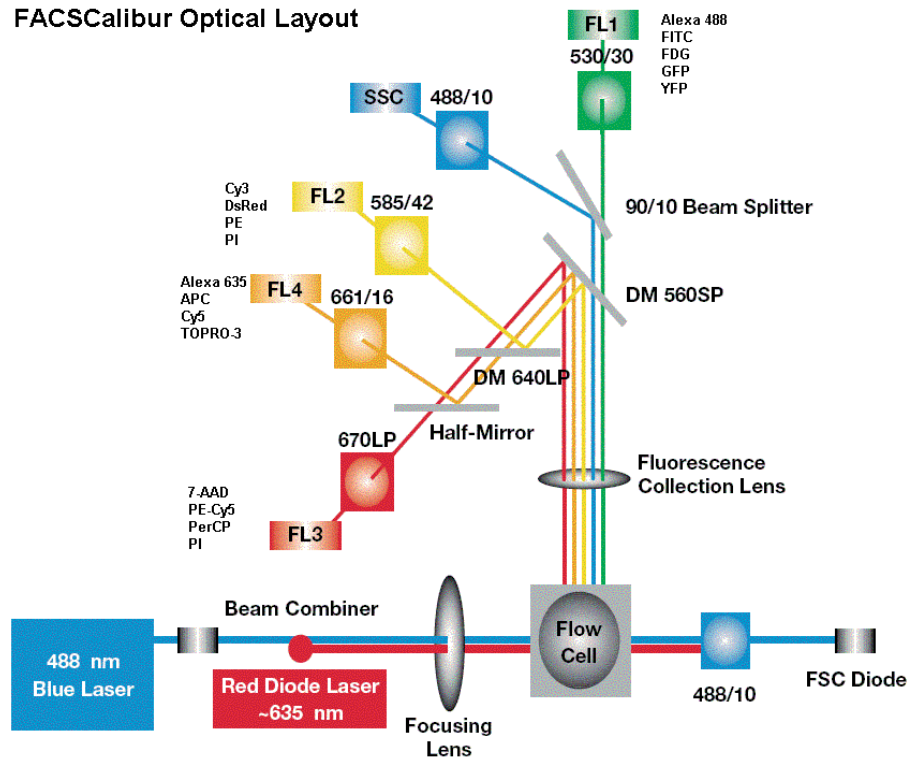 FACSCalibur Optical Layout
FL1
530/30
Alexa 488
FITC
FDG
GFP
YFP
SSC
488/10
90/10 Beam Splitter
Cy3
DsRed
PE
PI
FL2
585/42
DM 560SP
Alexa 635
APC
Cy5
TOPRO-3
FL4
661/16
DM 640LP
Half-Mirror
670LP
Fluorescence
Collection Lens
7-AAD
PE-Cy5
PerCP
PI
FL3
Beam Combiner
488 nm
Blue Laser
Red Diode Laser
~635 nm
Focusing
Lens
Flow
Cell
488/10
FSC Diode